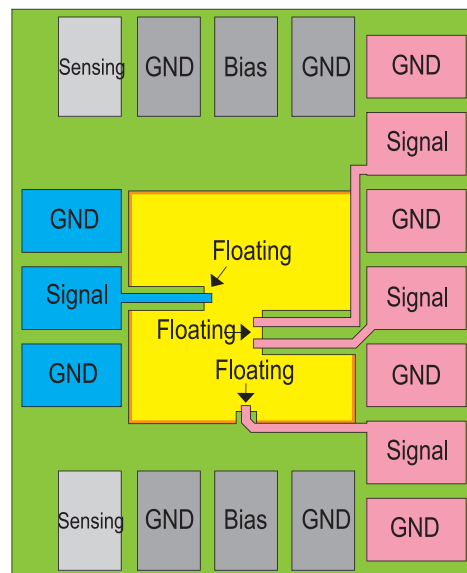 Sensing
GND
Bias
GND
GND
Signal
GND
GND
Floating
Signal
Signal
Floating
GND
GND
Floating
Signal
Sensing
GND
Bias
GND
GND